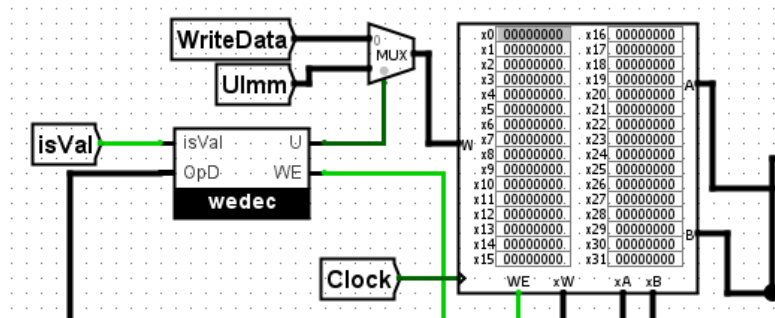 WriteData
0
MUX
UImm
isVal
isVal U
OpD WE
wedec
Clock
x0 00000000 x16 00000000
x1 00000000 x17 00000000
x2 00000000 x18 00000000
x3 00000000 x19 00000000
x4 00000000 x20 00000000
x5 00000000 x21 00000000
x6 00000000 x22 00000000
x7 00000000 x23 00000000
x8 00000000 x24 00000000
x9 00000000 x25 00000000
x10 00000000 x26 00000000
x11 00000000 x27 00000000
x12 00000000 x28 00000000
x13 00000000 x29 00000000
x14 00000000 x30 00000000
x15 00000000 x31 00000000
A
W
B
WE xW xA xB